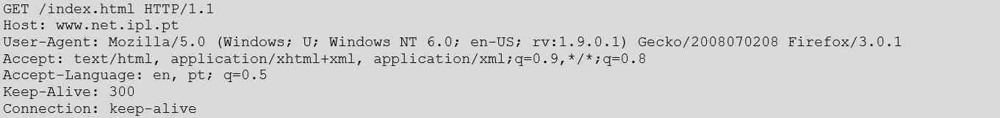 GET /index.html HTTP/1.1
Host: www.net.ipl.pt
User-Agent: Mozilla/5.0 (Windows; U; Windows NT 6.0; en-US; rv:1.9.0.1) Gecko/2008070208 Firefox/3.0.1
Accept: text/html, application/xhtml+xml, application/xml;q=0.9,*/*;q=0.8
Accept-Language: en, pt; q=0.5
Keep-Alive: 300
Connection: keep-alive